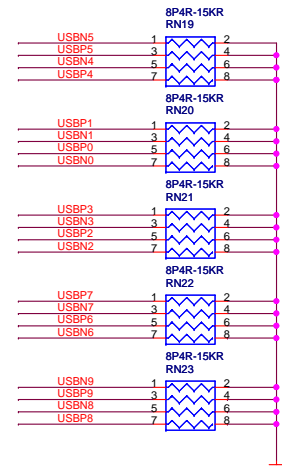 8P4R-15KR
RN19
USBN5 1 2
USBP5 3 4
USBN4 5 6
USBP4 7 8
8P4R-15KR
RN20
USBP1 1 2
USBN1 3 4
USBP0 5 6
USBN0 7 8
8P4R-15KR
RN21
USBP3 1 2
USBN3 3 4
USBP2 5 6
USBN2 7 8
8P4R-15KR
RN22
USBP7 1 2
USBN7 3 4
USBP6 5 6
USBN6 7 8
8P4R-15KR
RN23
USBN9 1 2
USBP9 3 4
USBN8 5 6
USBP8 7 8